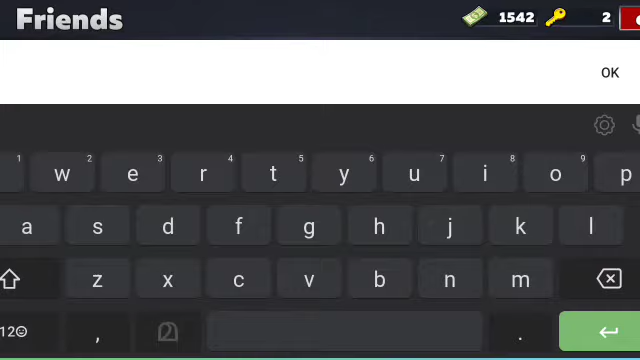 Friends 1542 2
OK
1 2 3 4 5 6 7 8 9
w e r t y u i o p
a s d f g h j k l
z x c v b n m
12 , മ .